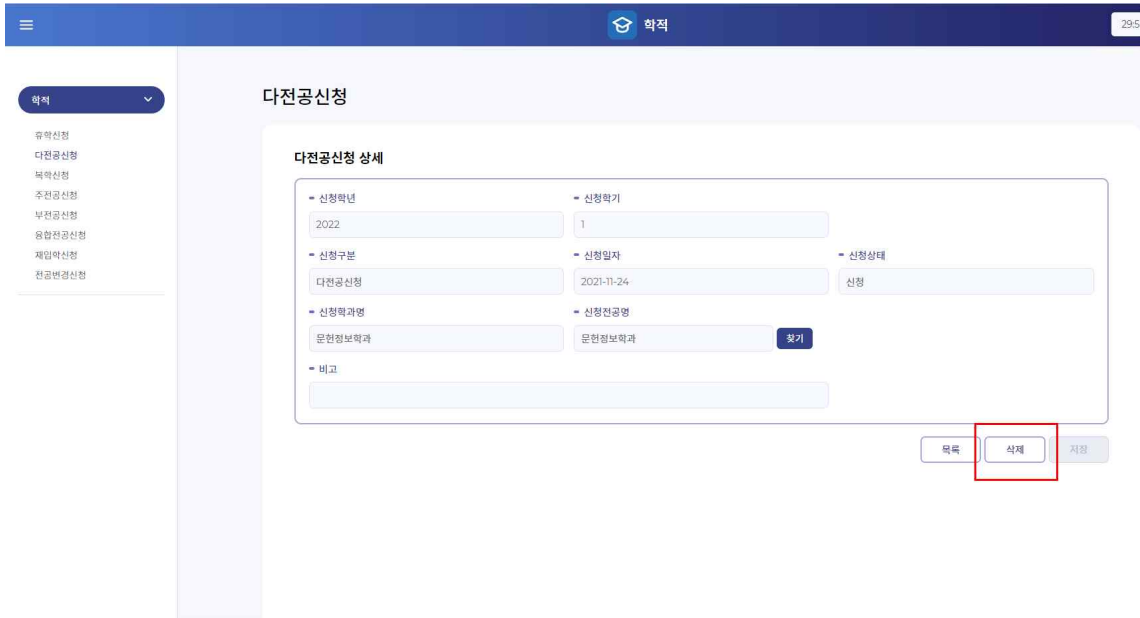 학적
29:5
학적
휴학신청
다전공신청
복학신청
주전공신청
부전공신청
융합전공신청
재입학신청
전공변경신청
다전공신청
다전공신청 상세
신청학년
신청학기
2022
1
신청구분
신청일자
신청상태
다전공신청
2021-11-24
신청
신청학과명
신청전공명
문헌정보학과
문헌정보학과
찾기
비고
목록
삭제
저장